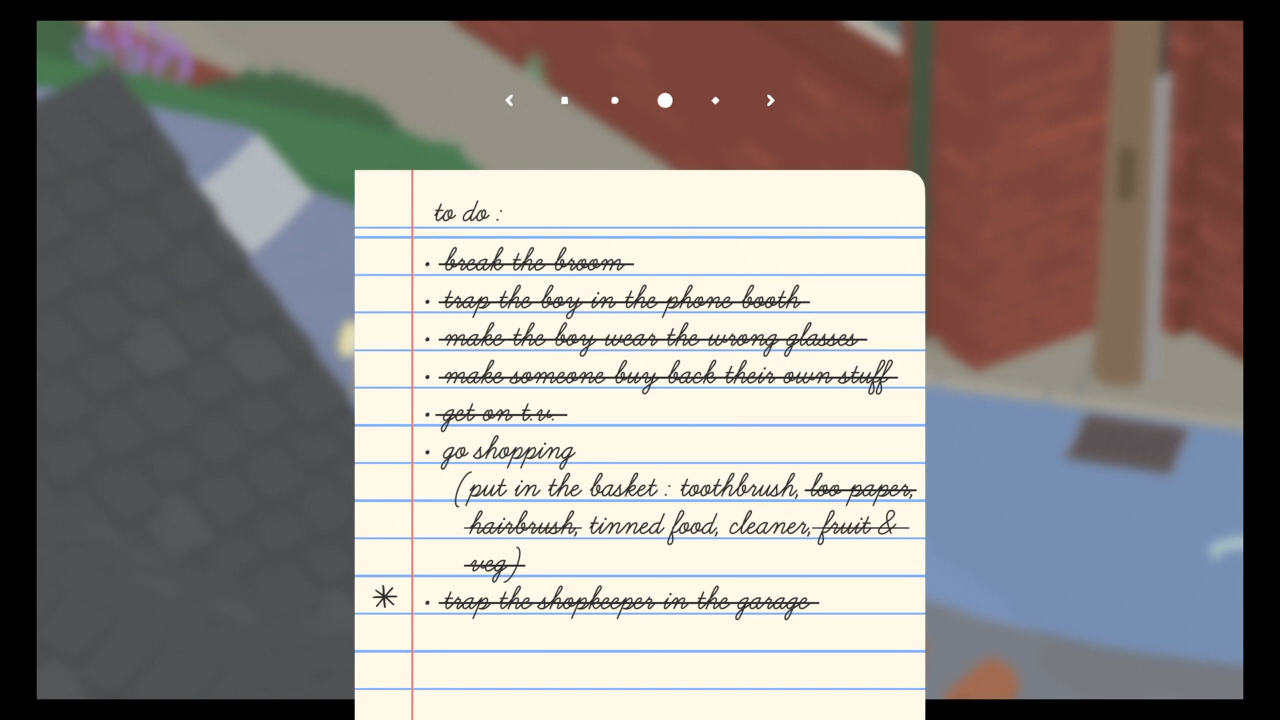 to do :
• break the broom
• trap the boy in the phone booth
• make the boy wear the wrong glasses
• make someone buy back their own stuff
• get on t.v.
• go shopping
(put in the basket : toothbrush, loo paper,
hairbrush, tinned food, cleaner, fruit &
veg)
• trap the shopkeeper in the garage